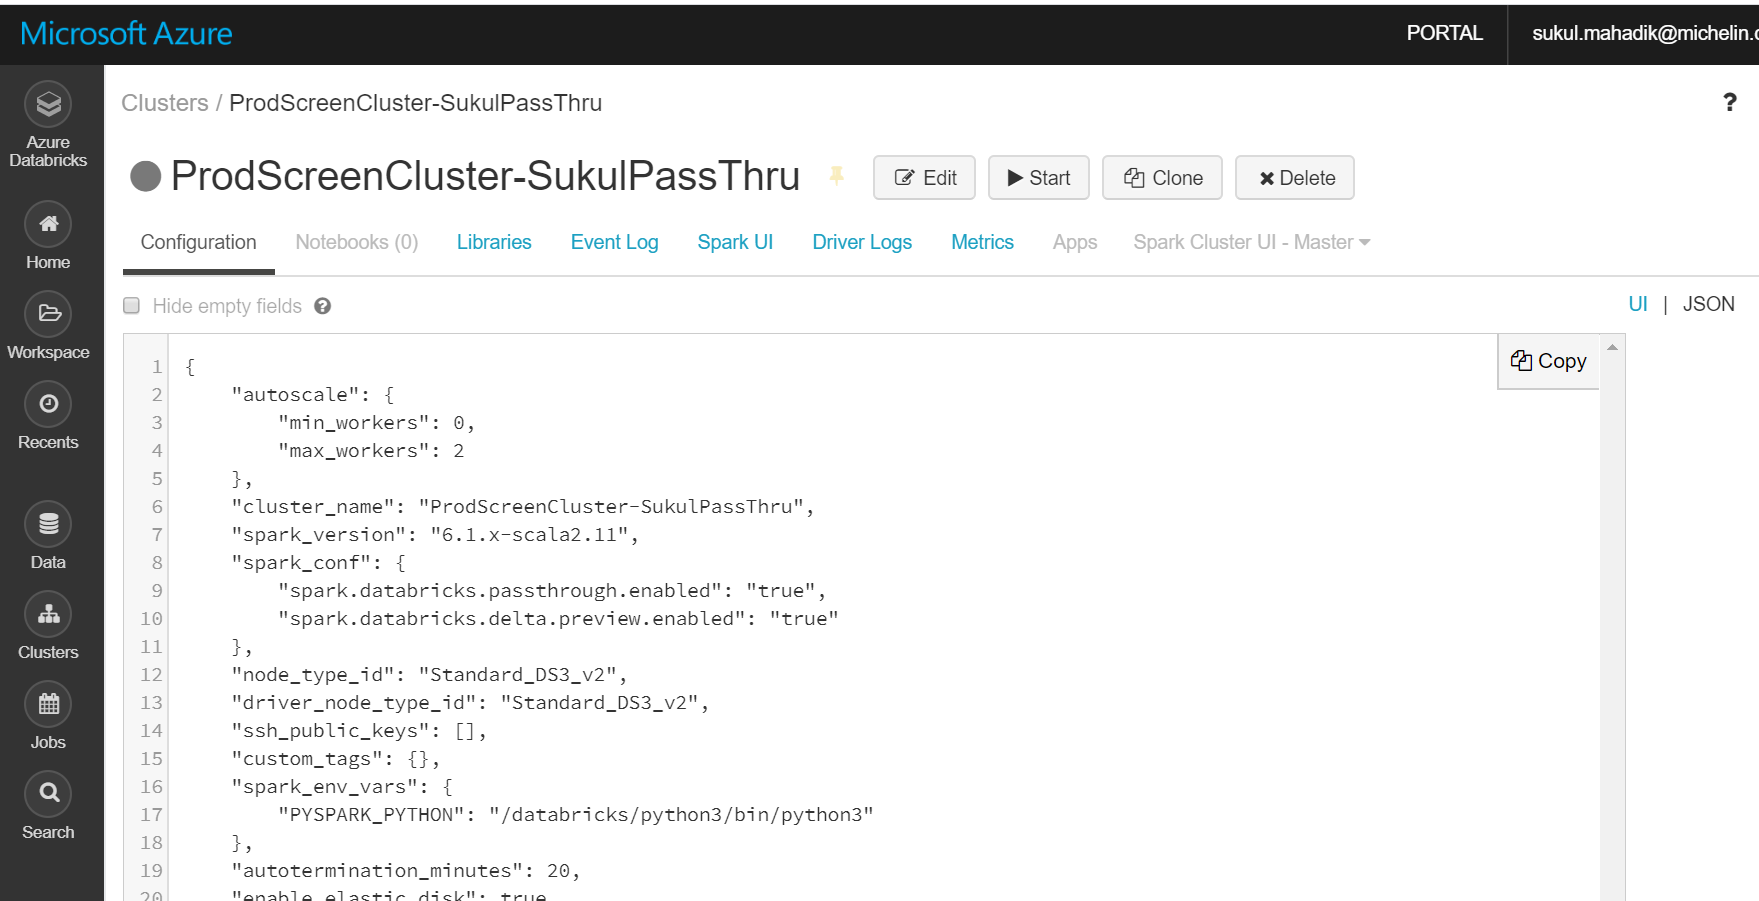 Microsoft Azure
PORTAL
sukul.mahadik@michelin.
Azure
Databricks
Home
Workspace
Recents
Data
Clusters
Jobs
Search
Clusters / ProdScreenCluster-SukulPassThru
?
ProdScreenCluster-SukulPassThru
Edit
Start
Clone
Delete
Configuration
Notebooks (0)
Libraries
Event Log
Spark UI
Driver Logs
Metrics
Apps
Spark Cluster UI - Master
Hide empty fields ?
UI | JSON
Copy
1 {
2 "autoscale": {
3 "min_workers": 0,
4 "max_workers": 2
5 },
6 "cluster_name": "ProdScreenCluster-SukulPassThru",
7 "spark_version": "6.1.x-scala2.11",
8 "spark_conf": {
9 "spark.databricks.passthrough.enabled": "true",
10 "spark.databricks.delta.preview.enabled": "true"
11 },
12 "node_type_id": "Standard_DS3_v2",
13 "driver_node_type_id": "Standard_DS3_v2",
14 "ssh_public_keys": [],
15 "custom_tags": {},
16 "spark_env_vars": {
17 "PYSPARK_PYTHON": "/databricks/python3/bin/python3"
18 },
19 "autotermination_minutes": 20,
20 "enable_elastic_disk": true